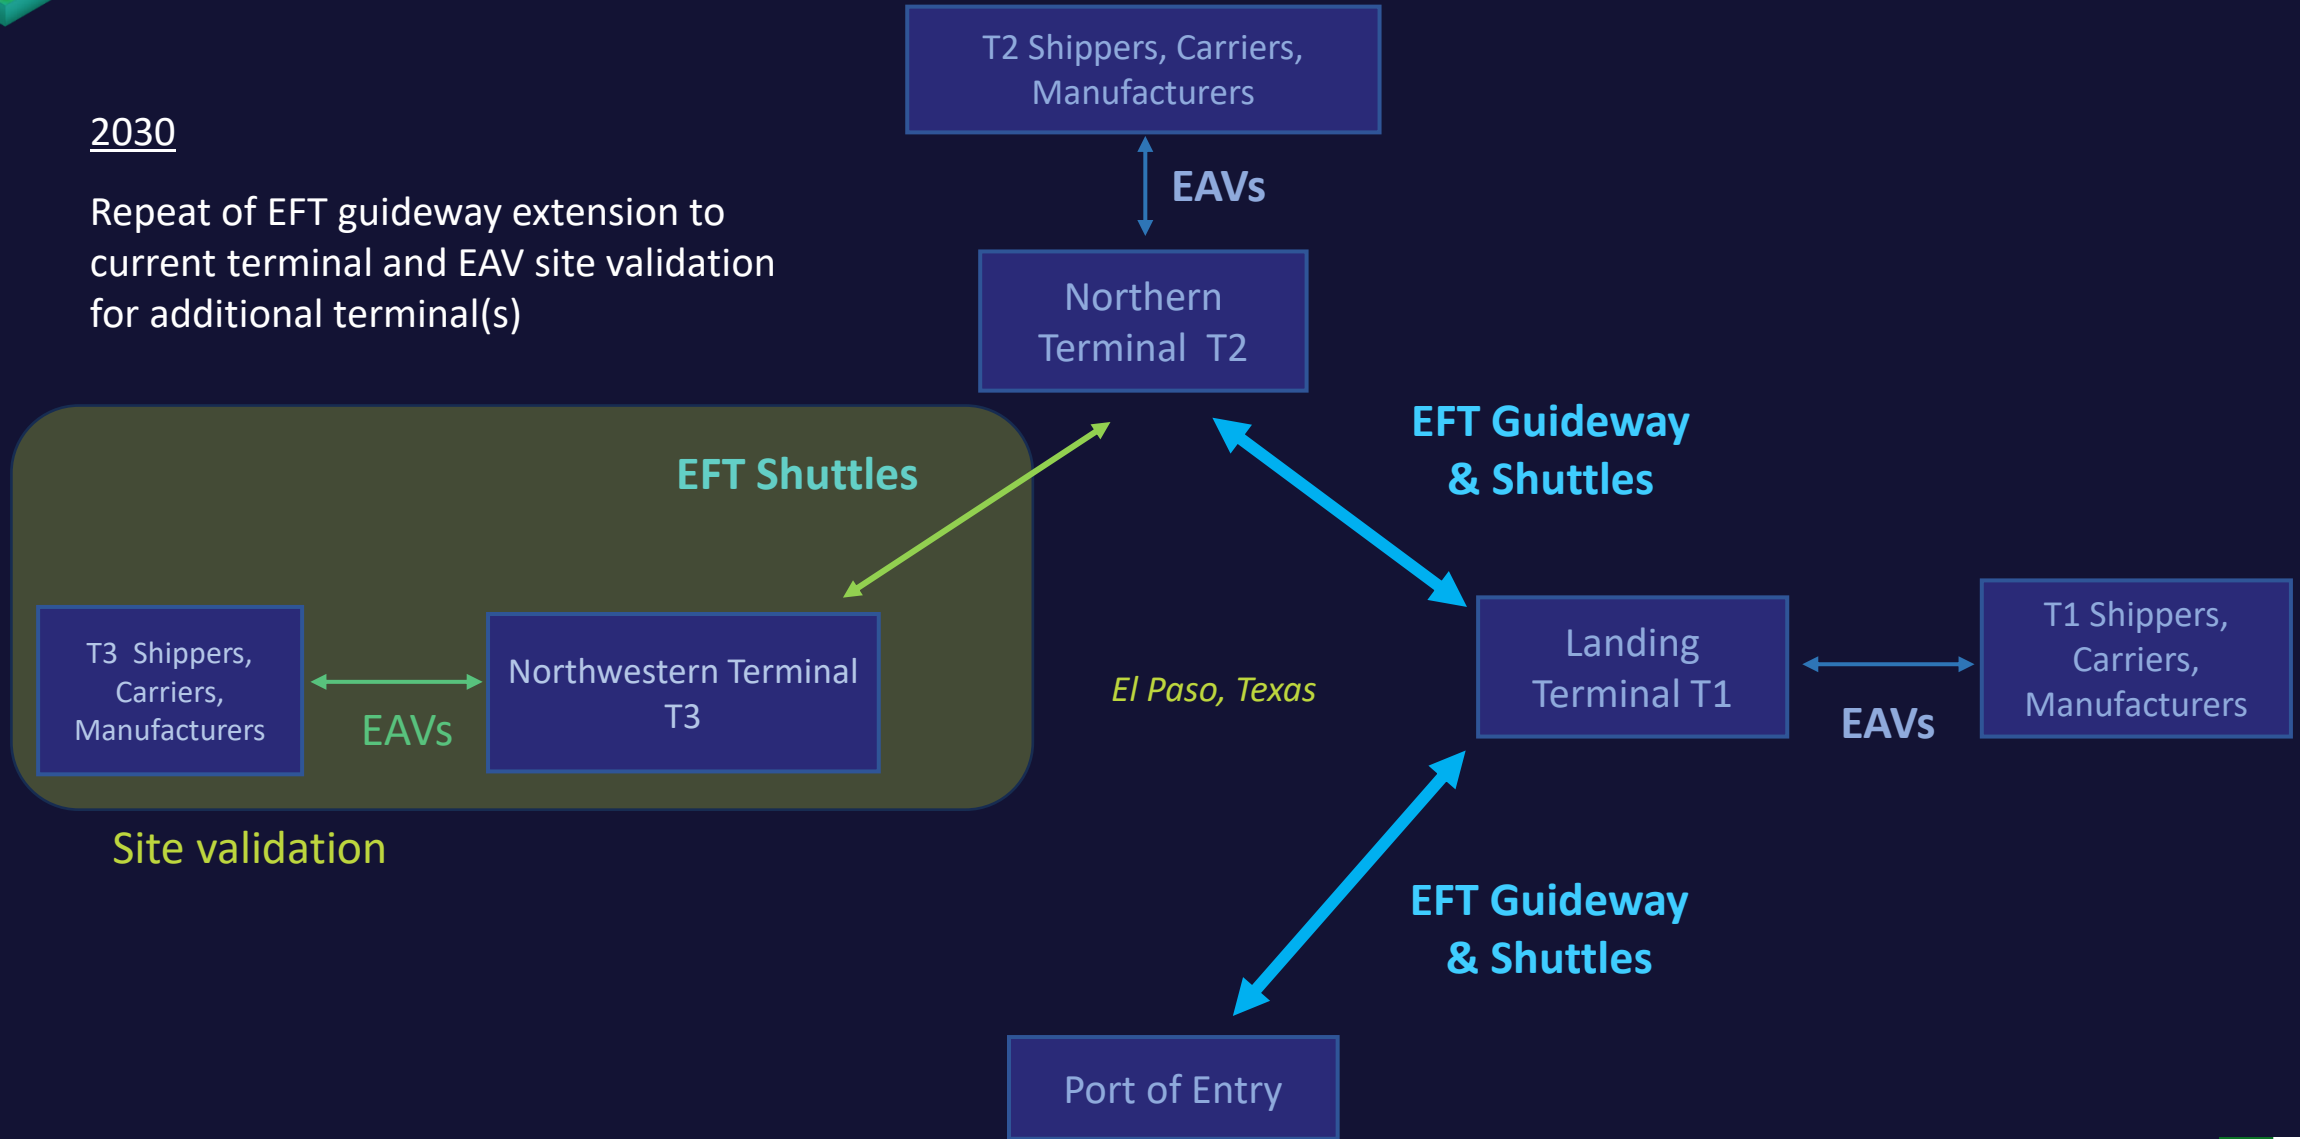 T2 Shippers, Carriers,
Manufacturers
2030
Repeat of EFT guideway extension to
current terminal and EAV site validation
for additional terminal(s)
EAVs
Northern
Terminal  T2
EFT Guideway
& Shuttles
EFT Shuttles
T3  Shippers,
Carriers,
Manufacturers
EAVs
Northwestern Terminal
T3
El Paso, Texas
Landing
Terminal T1
EAVs
T1 Shippers,
Carriers,
Manufacturers
Site validation
EFT Guideway
& Shuttles
Port of Entry